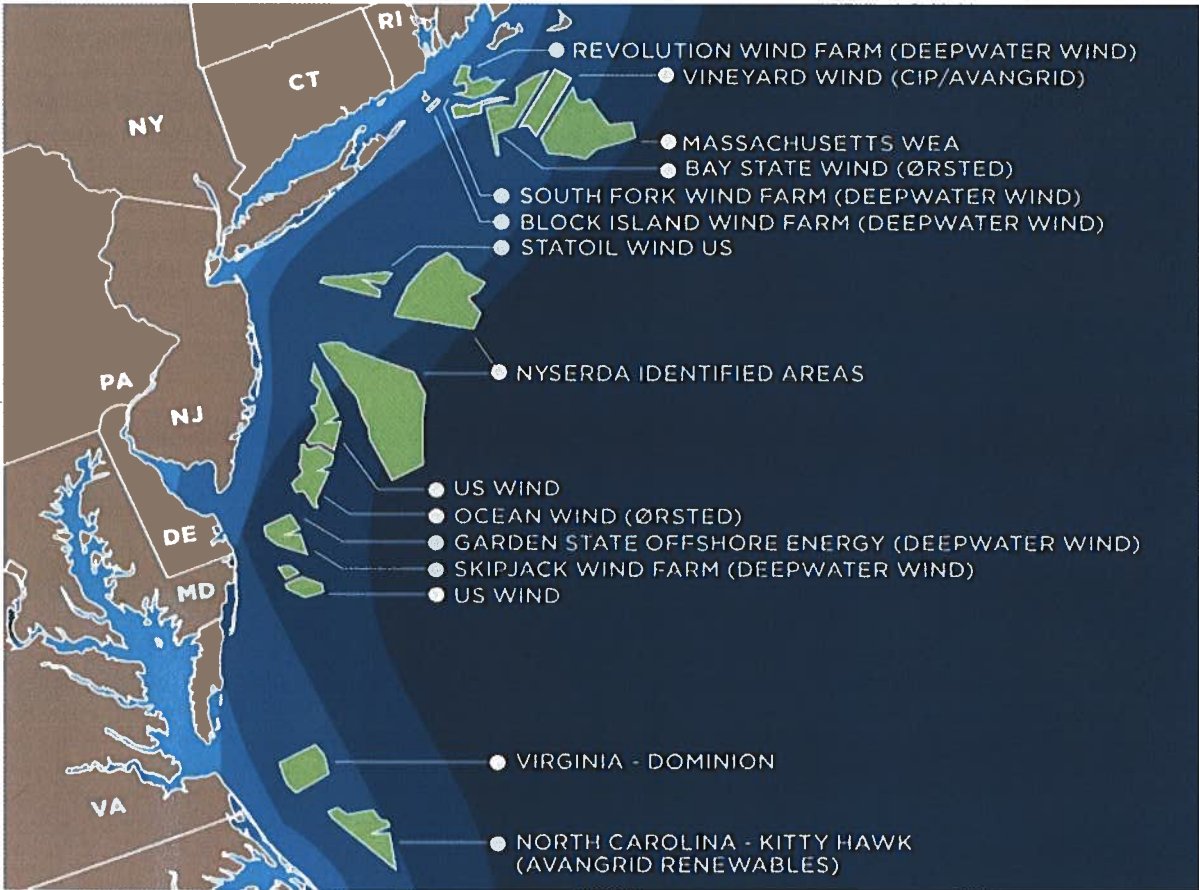 RI
REVOLUTION WIND FARM (DEEPWATER WIND)
CT
VINEYARD WIND (CIP/AVANGRID)
NY
MASSACHUSETTS WEA
BAY STATE WIND (ØRSTED)
SOUTH FORK WIND FARM (DEEPWATER WIND)
BLOCK ISLAND WIND FARM (DEEPWATER WIND)
STATOIL WIND US
NYSERDA IDENTIFIED AREAS
PA
NJ
US WIND
OCEAN WIND (ØRSTED)
DE
GARDEN STATE OFFSHORE ENERGY (DEEPWATER WIND)
SKIPJACK WIND FARM (DEEPWATER WIND)
MD
US WIND
VIRGINIA - DOMINION
VA
NORTH CAROLINA - KITTY HAWK
(AVANGRID RENEWABLES)